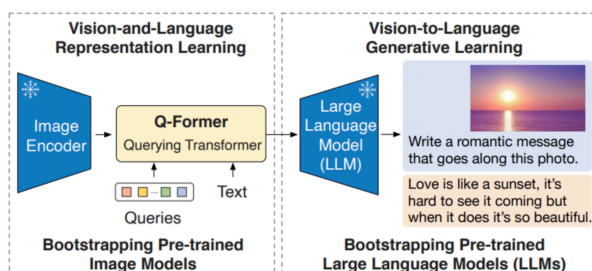 Vision-and-Language
Representation Learning
Vision-to-Language
Generative Learning
Image
Encoder
Q-Former
Querying Transformer
...
Queries
Text
Large
Language
Model
(LLM)
Write a romantic message
that goes along this photo.
Love is like a sunset, it's
hard to see it coming but
when it does it's so beautiful.
Bootstrapping Pre-trained
Image Models
Bootstrapping Pre-trained
Large Language Models (LLMs)